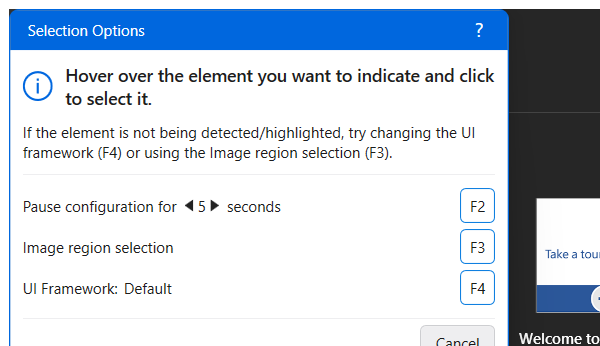 Selection Options ?
Hover over the element you want to indicate and click
to select it.
If the element is not being detected/highlighted, try changing the UI
framework (F4) or using the Image region selection (F3).
Pause configuration for ◀ 5 ▶ seconds F2
Image region selection F3
UI Framework: Default F4
Take a tour
Cancel
Welcome to